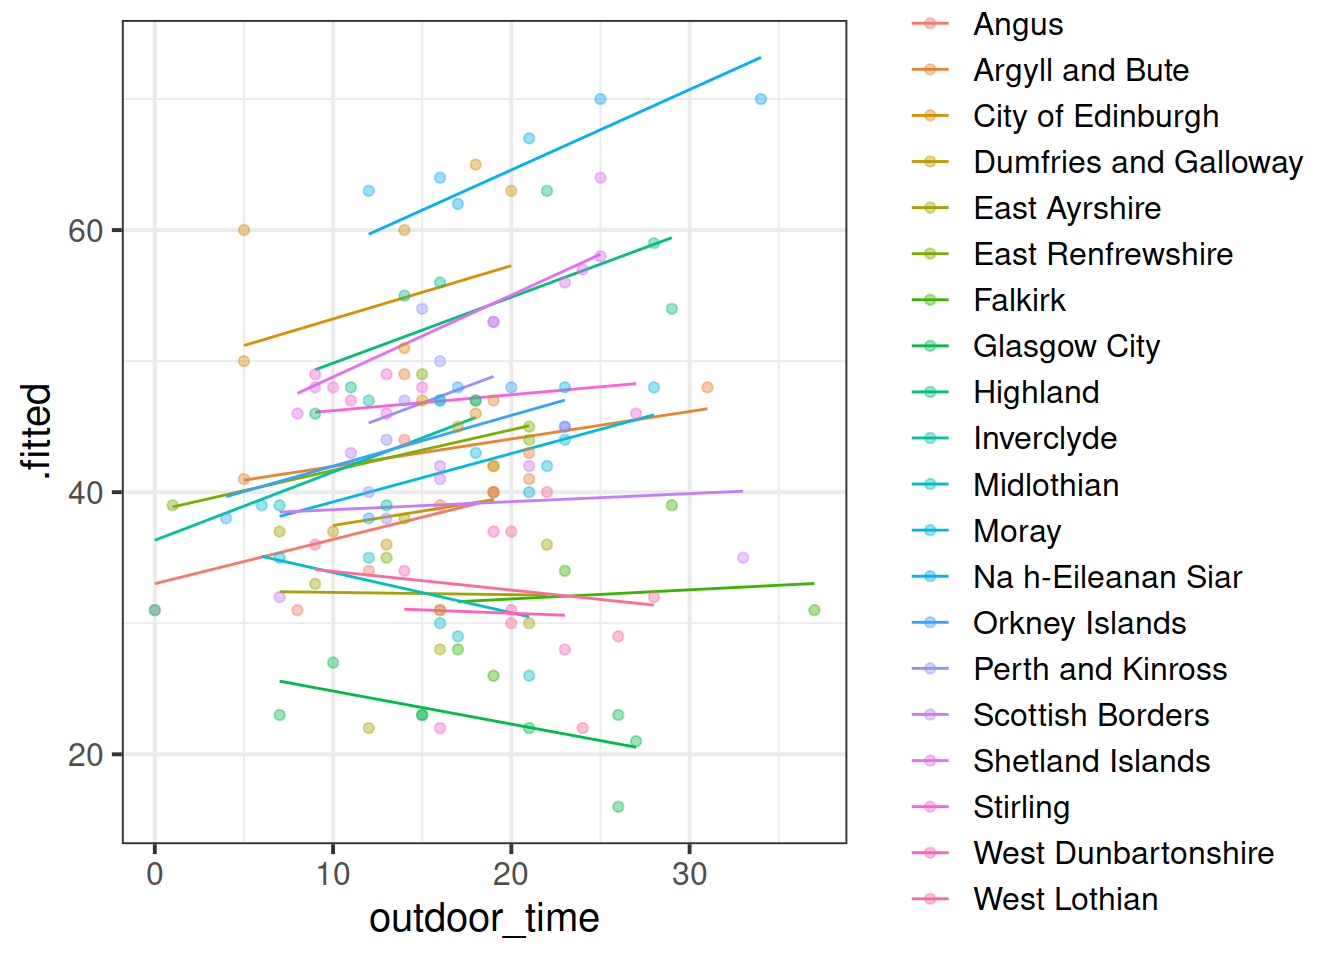 Angus
Argyll and Bute
City of Edinburgh
Dumfries and Galloway
East Ayrshire
East Renfrewshire
Falkirk
Glasgow City
Highland
Inverclyde
Midlothian
Moray
Na h-Eileanan Siar
Orkney Islands
Perth and Kinross
Scottish Borders
Shetland Islands
Stirling
West Dunbartonshire
West Lothian
.fitted
60
40
20
0 10 20 30
outdoor_time